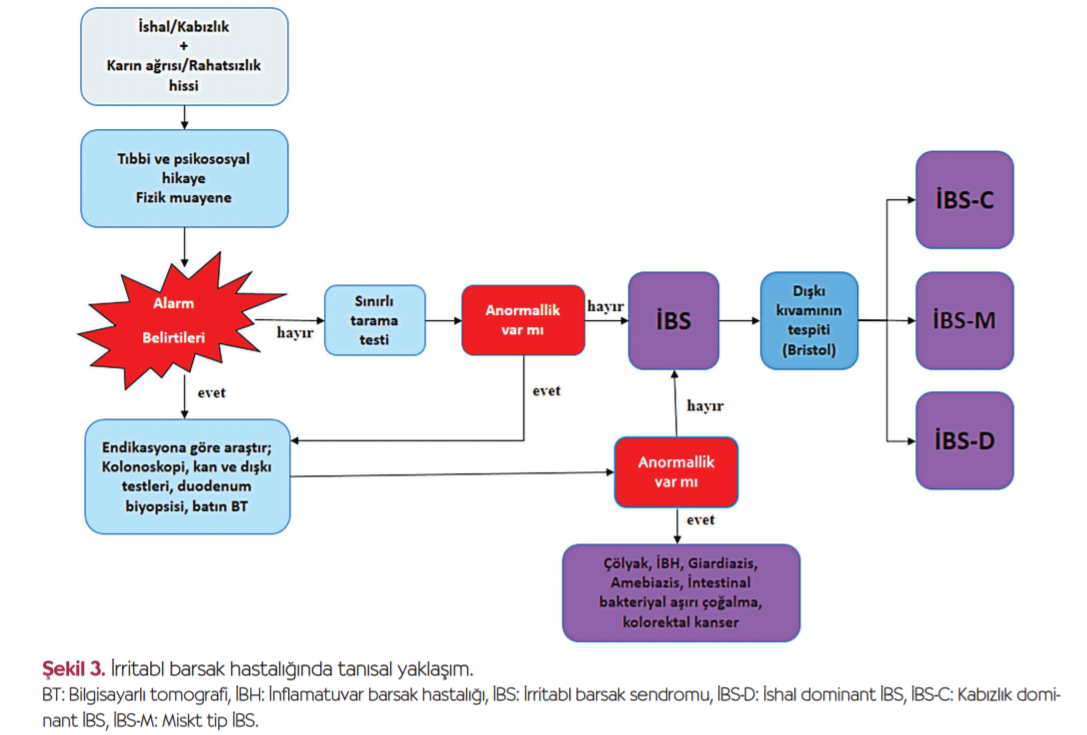 İshal/Kabızlık
+
Karın ağrısı/Rahatsızlık
hissi
Tıbbi ve psikososyal
hikaye
Fizik muayene
Alarm
Belirtileri
hayır
Sınırlı
tarama
testi
Anormallik
var mı
hayır
İBS
Dışkı
kıvamının
tespiti
(Bristol)
İBS-C
İBS-M
İBS-D
evet
evet
hayır
Endikasyona göre araştır;
Kolonoskopi, kan ve dışkı
testleri, duodenum
biyopsisi, batın BT
Anormallik
var mı
evet
Çölyak, İBH, Giardiazis,
Amebiazis, İntestinal
bakteriyal aşırı çoğalma,
kolorektal kanser
Şekil 3. İrritabl barsak hastalığında tanısal yaklaşım.
BT: Bilgisayarlı tomografi, İBH: İnflamatuvar barsak hastalığı, İBS: İrritabl barsak sendromu, İBS-D: İshal dominant İBS, İBS-C: Kabızlık domi-
nant İBS, İBS-M: Miskt tip İBS.